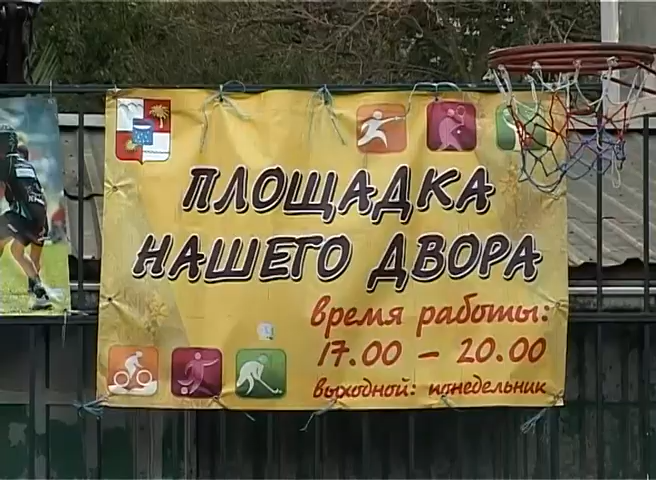 ПЛОЩАДКА
НАШЕГО ДВОРА
время работы:
17.00 – 20.00
выходной: понедельник